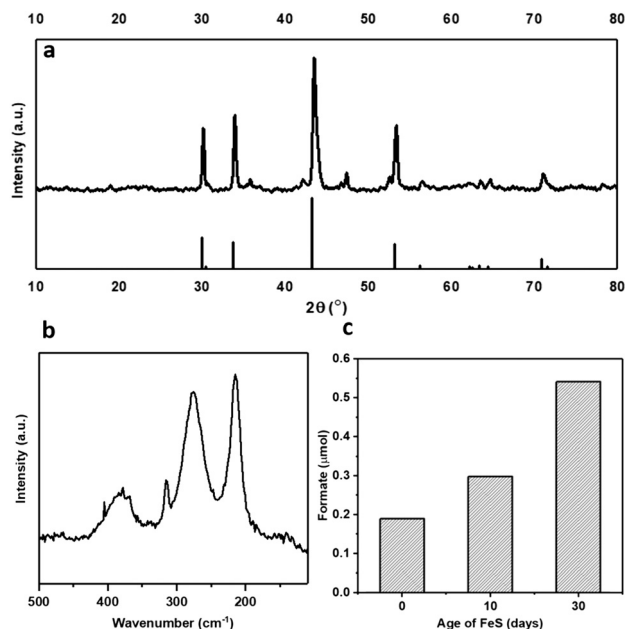 10 20 30 40 50 60 70 80
a
Intensity (a.u.)
10 20 30 40 50 60 70 80
2θ (°)
b
Intensity (a.u.)
500 400 300 200
Wavenumber (cm-1)
c
Formate (μmol)
0.6
0.5
0.4
0.3
0.2
0.1
0.0
0 10 30
Age of FeS (days)